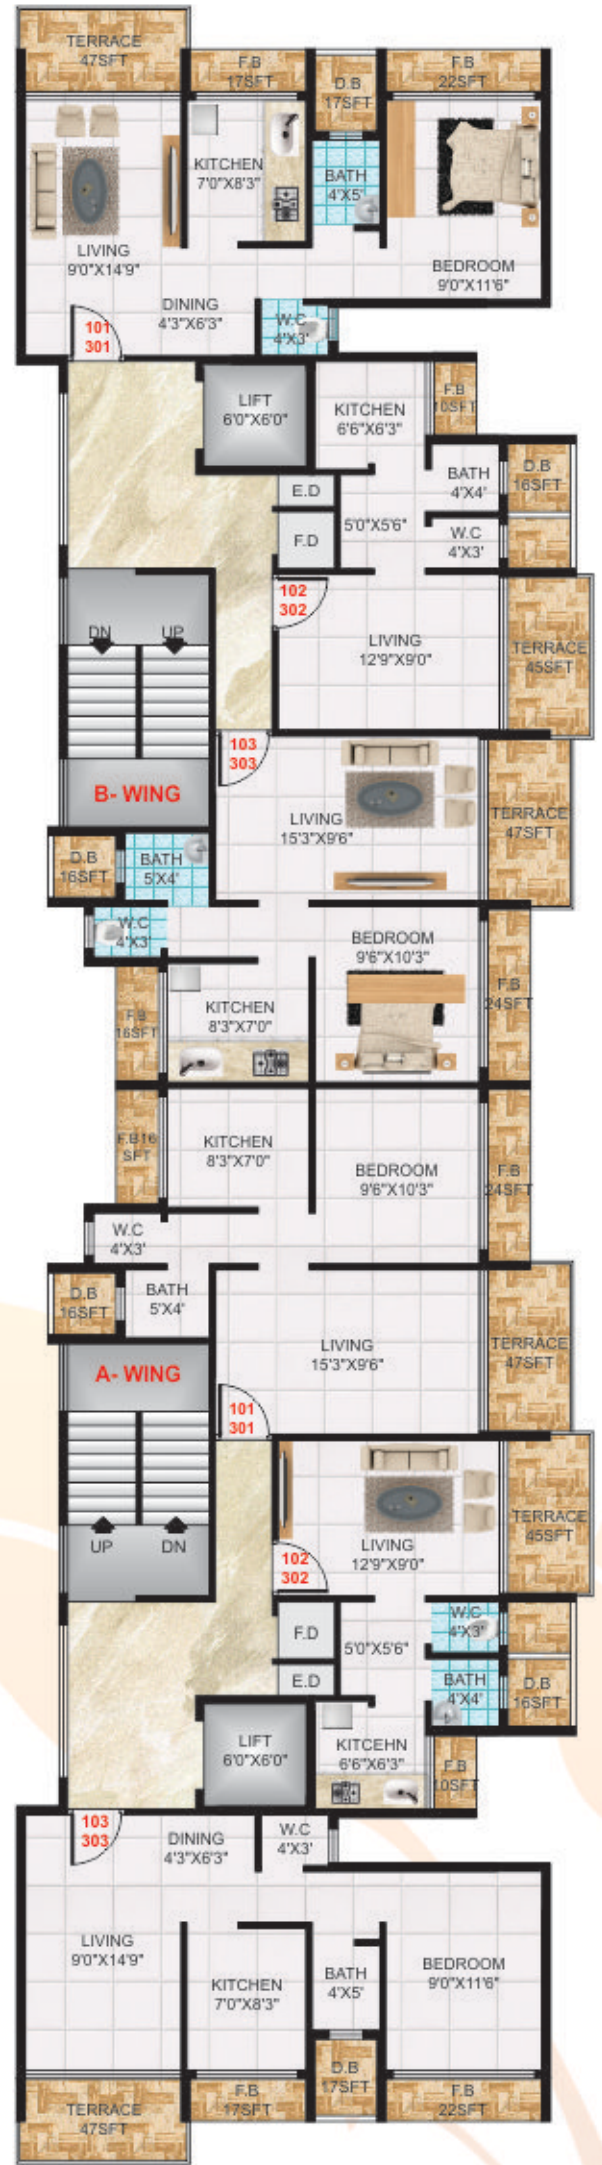 TERRACE
47SFT
F.B
17SFT
D.B
17SFT
F.B
22SFT
KITCHEN
7'0"X8'3"
BATH
4'X5'
LIVING
9'0"X14'9"
BEDROOM
9'0"X11'6"
DINING
4'3"X6'3"
W.C
4'X3'
101
301
LIFT
6'0"X6'0"
KITCHEN
6'6"X6'3"
F.B
10SFT
E.D
BATH
4'X4'
D.B
16SFT
F.D
5'0"X5'6"
W.C
4'X3'
102
302
DN
UP
LIVING
12'9"X9'0"
TERRACE
45SFT
103
303
B- WING
LIVING
15'3"X9'6"
TERRACE
47SFT
D.B
16SFT
BATH
5'X4'
W.C
4'X3'
BEDROOM
9'6"X10'3"
F.B
16SFT
KITCHEN
8'3"X7'0"
F.B
24SFT
F.B16
SFT
KITCHEN
8'3"X7'0"
BEDROOM
9'6"X10'3"
F.B
24SFT
W.C
4'X3'
D.B
16SFT
BATH
5'X4'
LIVING
15'3"X9'6"
TERRACE
47SFT
A- WING
101
301
UP
DN
LIVING
12'9"X9'0"
TERRACE
45SFT
102
302
F.D
5'0"X5'6"
W.C
4'X3'
E.D
BATH
4'X4'
D.B
16SFT
LIFT
6'0"X6'0"
KITCEHN
6'6"X6'3"
F.B
10SFT
103
303
DINING
4'3"X6'3"
W.C
4'X3'
LIVING
9'0"X14'9"
KITCHEN
7'0"X8'3"
BATH
4'X5'
BEDROOM
9'0"X11'6"
TERRACE
47SFT
F.B
17SFT
D.B
17SFT
F.B
22SFT